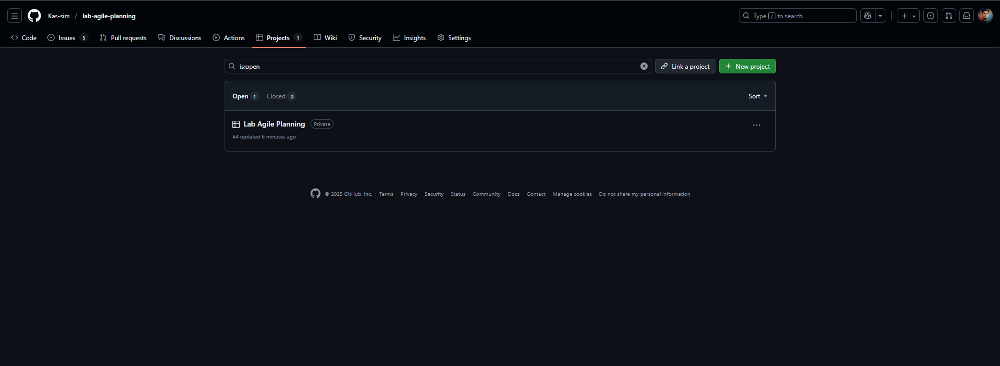 Kas-sim / lab-agile-planning
Type / to search
Code
Issues 5
Pull requests
Discussions
Actions
Projects 1
Wiki
Security
Insights
Settings
is:open
Link a project
New project
Open 1
Closed 0
Sort
Lab Agile Planning
Private
#4 updated 6 minutes ago
© 2025 GitHub, Inc.
Terms
Privacy
Security
Status
Community
Docs
Contact
Manage cookies
Do not share my personal information